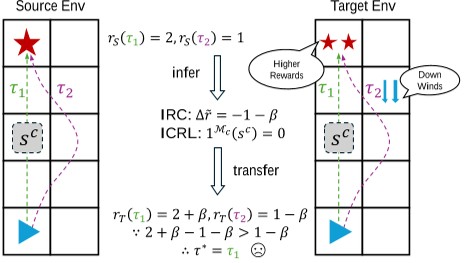 Source Env
Target Env
r_S(τ_1) = 2, r_S(τ_2) = 1
Higher
Rewards
infer
τ_1
τ_2
τ_1
τ_2
Down
Winds
IRC: Δr̃ = −1 − β
ICRL: 1^{ℳ_c}(s^c) = 0
s^c
s^c
transfer
r_T(τ_1) = 2 + β, r_T(τ_2) = 1 − β
∵ 2 + β − 1 − β > 1 − β
∴ τ^* = τ_1 ☹